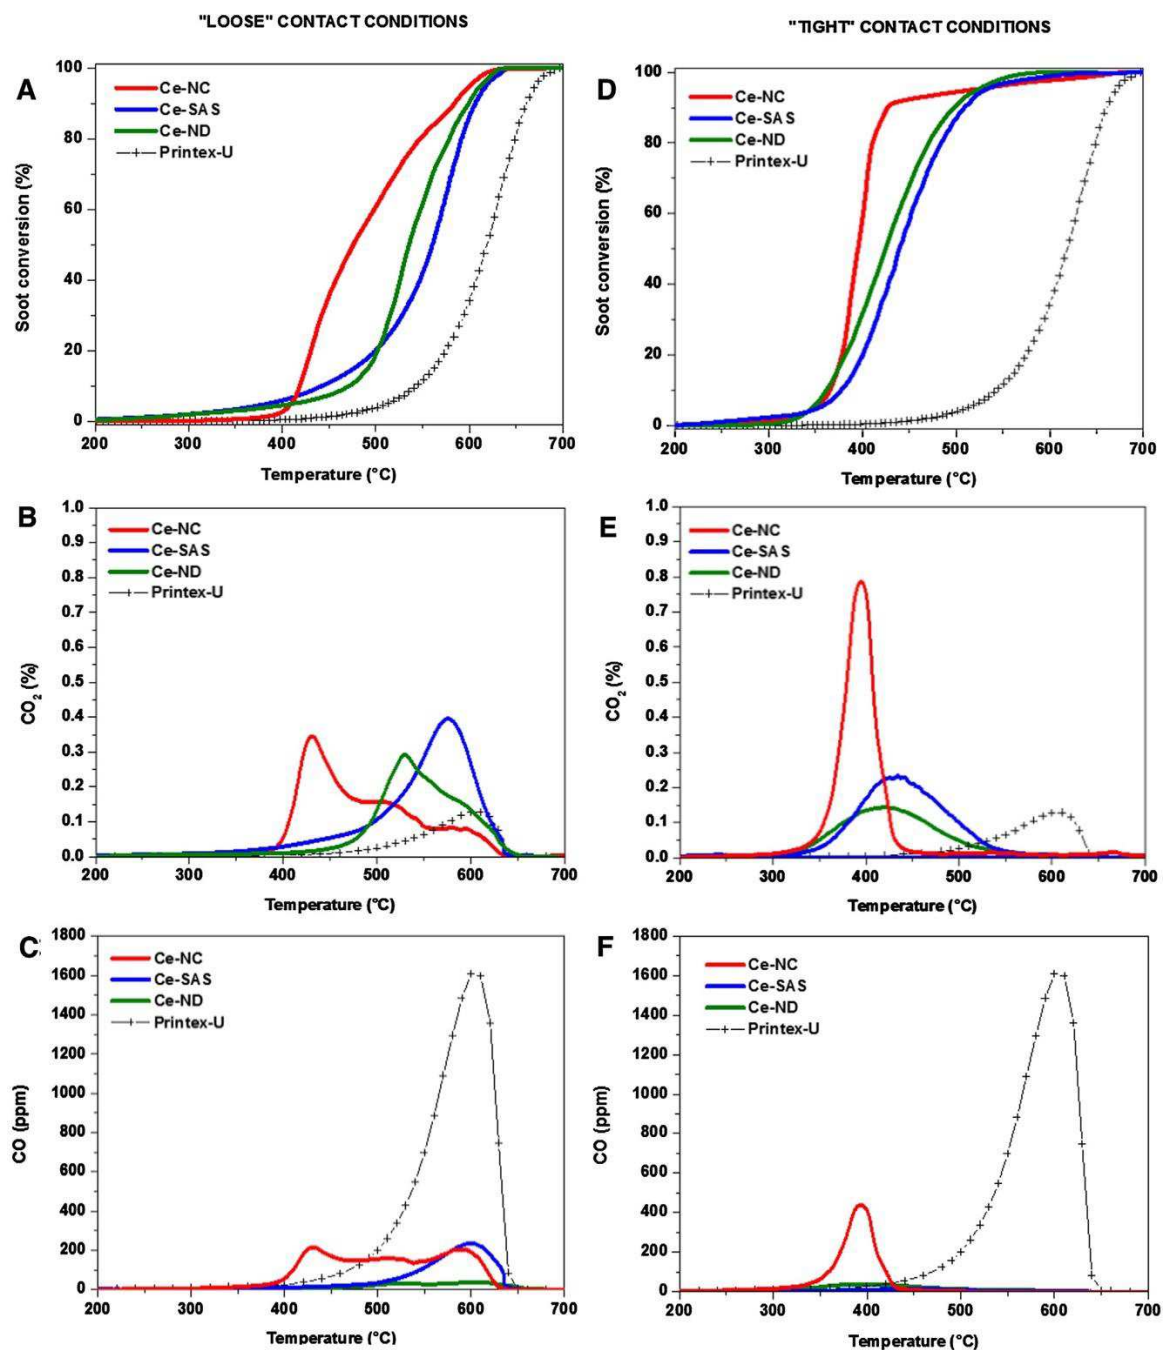 "LOOSE" CONTACT CONDITIONS
A
Ce-NC
Ce-SAS
Ce-ND
Printex-U
100
80
60
40
20
0
Soot conversion (%)
200 300 400 500 600 700
Temperature (°C)
B
Ce-NC
Ce-SAS
Ce-ND
Printex-U
1.0
0.9
0.8
0.7
0.6
0.5
0.4
0.3
0.2
0.1
0.0
CO₂ (%)
200 300 400 500 600 700
Temperature (°C)
C
Ce-NC
Ce-SAS
Ce-ND
Printex-U
1800
1600
1400
1200
1000
800
600
400
200
0
CO (ppm)
200 300 400 500 600 700
Temperature (°C)
"TIGHT" CONTACT CONDITIONS
D
Ce-NC
Ce-SAS
Ce-ND
Printex-U
100
80
60
40
20
0
Soot conversion (%)
200 300 400 500 600 700
Temperature (°C)
E
Ce-NC
Ce-SAS
Ce-ND
Printex-U
1.0
0.9
0.8
0.7
0.6
0.5
0.4
0.3
0.2
0.1
0.0
CO₂ (%)
200 300 400 500 600 700
Temperature (°C)
F
Ce-NC
Ce-SAS
Ce-ND
Printex-U
1800
1600
1400
1200
1000
800
600
400
200
0
CO (ppm)
200 300 400 500 600 700
Temperature (°C)